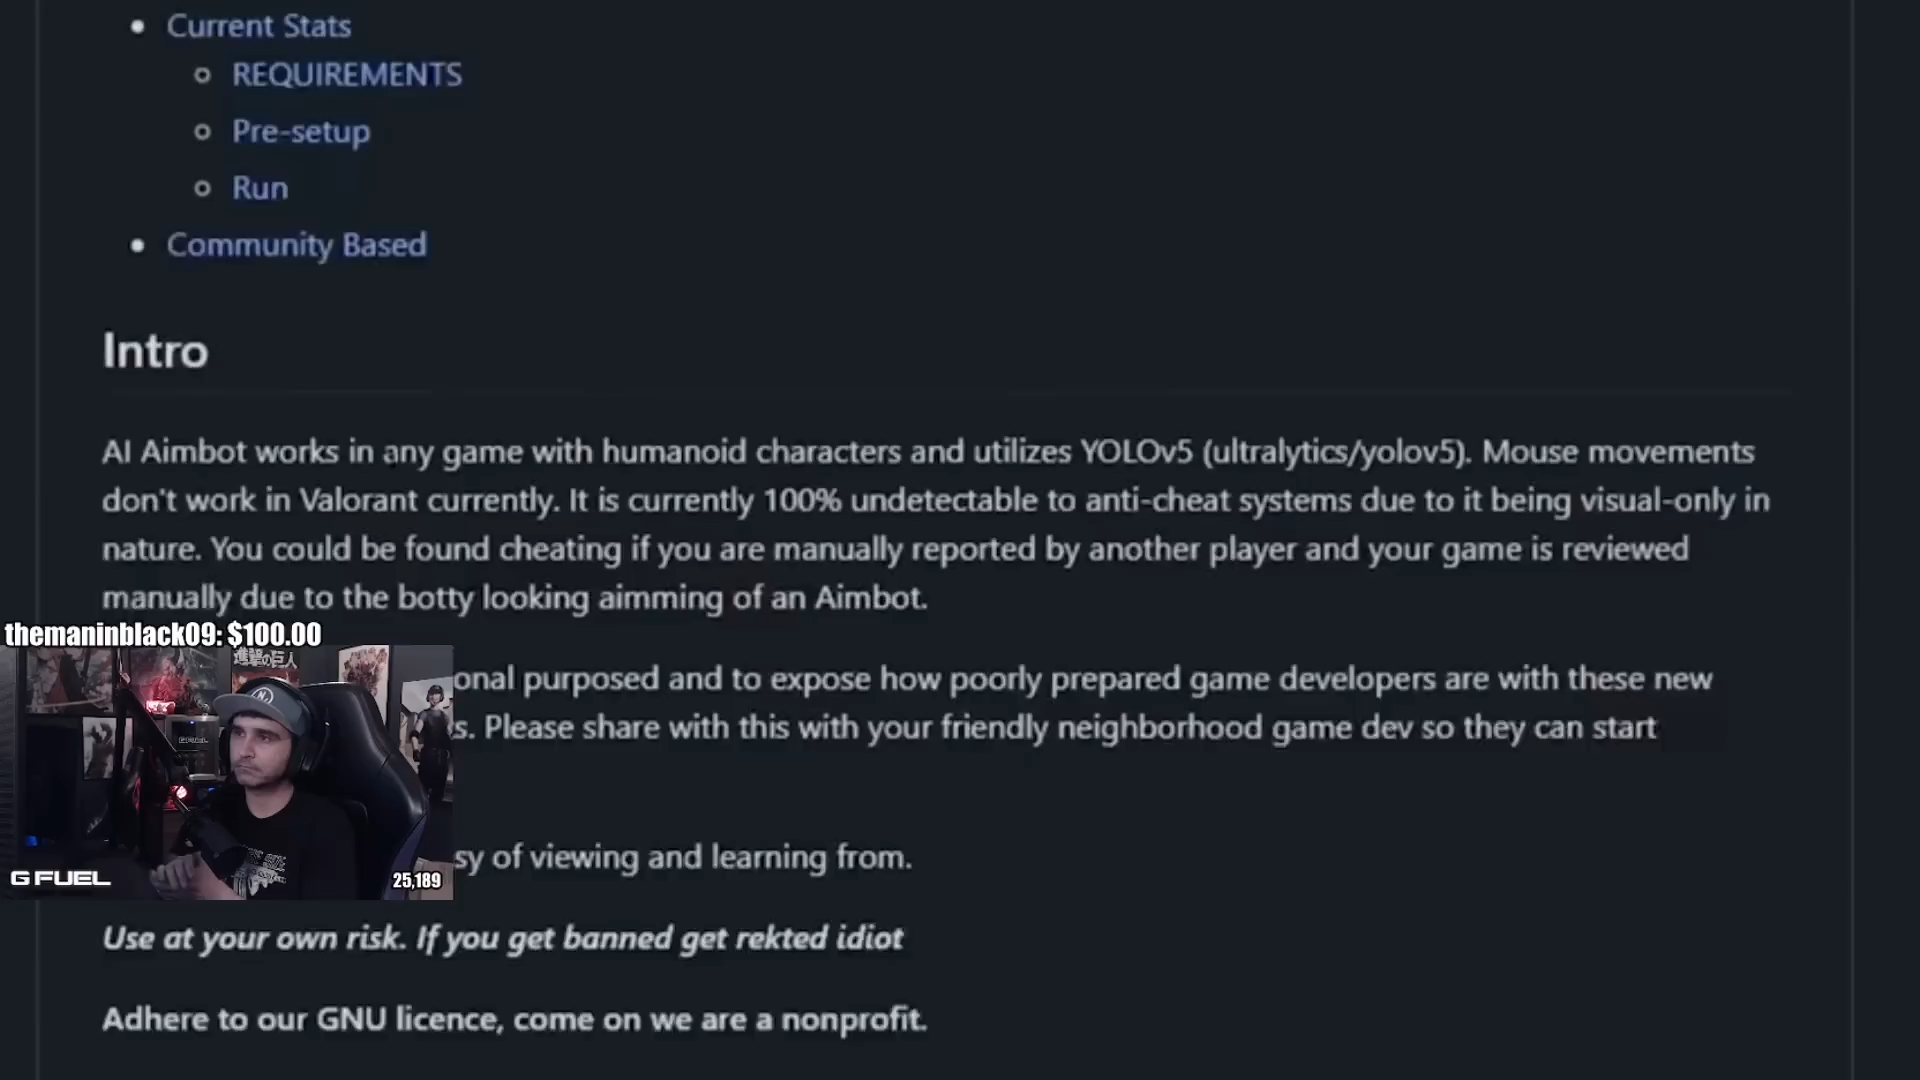 Current Stats
REQUIREMENTS
Pre-setup
Run
Community Based
Intro
AI Aimbot works in any game with humanoid characters and utilizes YOLOv5 (ultralytics/yolov5). Mouse movements
don't work in Valorant currently. It is currently 100% undetectable to anti-cheat systems due to it being visual-only in
nature. You could be found cheating if you are manually reported by another player and your game is reviewed
manually due to the botty looking aimming of an Aimbot.
themaninblack09: $100.00
進撃の巨人
onal purposed and to expose how poorly prepared game developers are with these new
s. Please share with this with your friendly neighborhood game dev so they can start
sy of viewing and learning from.
G FUEL
25,189
Use at your own risk. If you get banned get rekted idiot
Adhere to our GNU licence, come on we are a nonprofit.